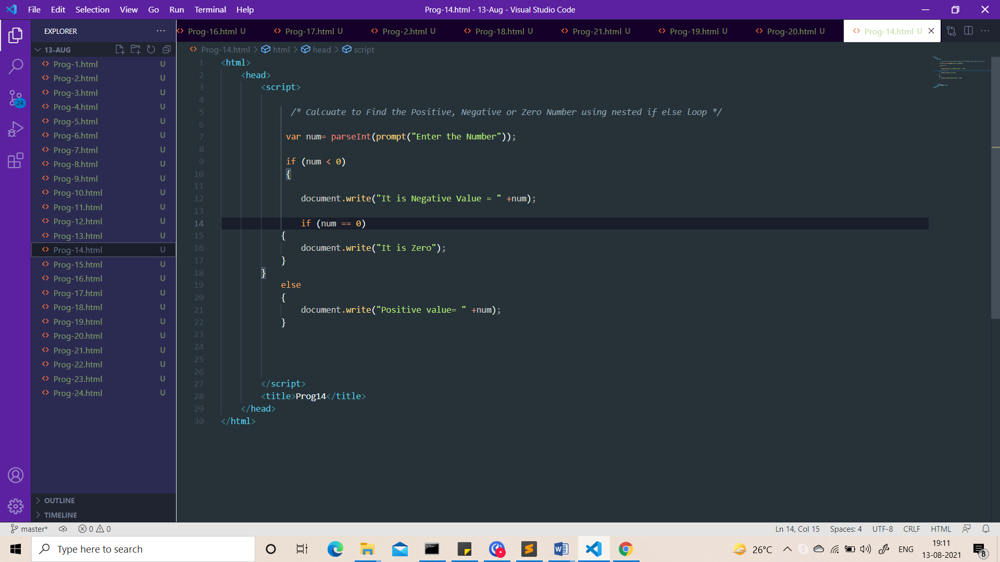 File Edit Selection View Go Run Terminal Help
Prog-14.html - 13-Aug - Visual Studio Code
EXPLORER
Prog-16.html U
Prog-17.html U
Prog-2.html U
Prog-18.html U
Prog-21.html U
Prog-19.html U
Prog-20.html U
Prog-14.html U
13-AUG
Prog-14.html > html > head > script
Prog-1.html U
Prog-2.html U
Prog-3.html U
Prog-4.html U
Prog-5.html U
Prog-6.html U
Prog-7.html U
Prog-8.html U
Prog-9.html U
Prog-10.html U
Prog-11.html U
Prog-12.html U
Prog-13.html U
Prog-14.html U
Prog-15.html U
Prog-16.html U
Prog-17.html U
Prog-18.html U
Prog-19.html U
Prog-20.html U
Prog-21.html U
Prog-22.html U
Prog-23.html U
Prog-24.html U
24
OUTLINE
TIMELINE
1 <html>
2 <head>
3 <script>
4
5 /* Calcuate to Find the Positive, Negative or Zero Number using nested if else loop */
6
7 var num= parseInt(prompt("Enter the Number"));
8
9 if (num < 0)
10 {
11
12 document.write("It is Negative Value = " +num);
13
14 if (num == 0)
15 {
16 document.write("It is Zero");
17 }
18 }
19 else
20 {
21 document.write("Positive value= " +num);
22 }
23
24
25
26
27 </script>
28 <title>Prog14</title>
29 </head>
30 </html>
master* 0 0
Ln 14, Col 15 Spaces: 4 UTF-8 CRLF HTML
Type here to search
26°C ENG
19:11
13-08-2021
8